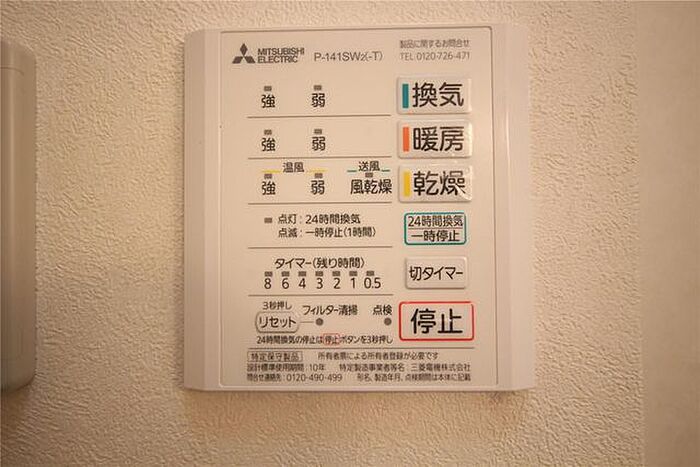 MITSUBISHI ELECTRIC P-141SW₂(-T) 製品に関するお問合せ
TEL 0120-726-471
強 弱 換気
強 弱 暖房
温風 送風
強 弱 風乾燥 乾燥
点灯:24時間換気
点滅:一時停止(1時間)
24時間換気
一時停止
タイマー(残り時間)
8 6 4 3 2 1 0.5
切タイマー
3秒押し
リセット フィルター清掃 点検
停止
24時間換気の停止は停止ボタンを3秒押し
特定保守製品 所有者票による所有者登録が必要です
設計標準使用期間:10年 特定製造事業者等名:三菱電機株式会社
問合せ連絡先:0120-490-499 形名、製造年月、点検期間は本体に記載